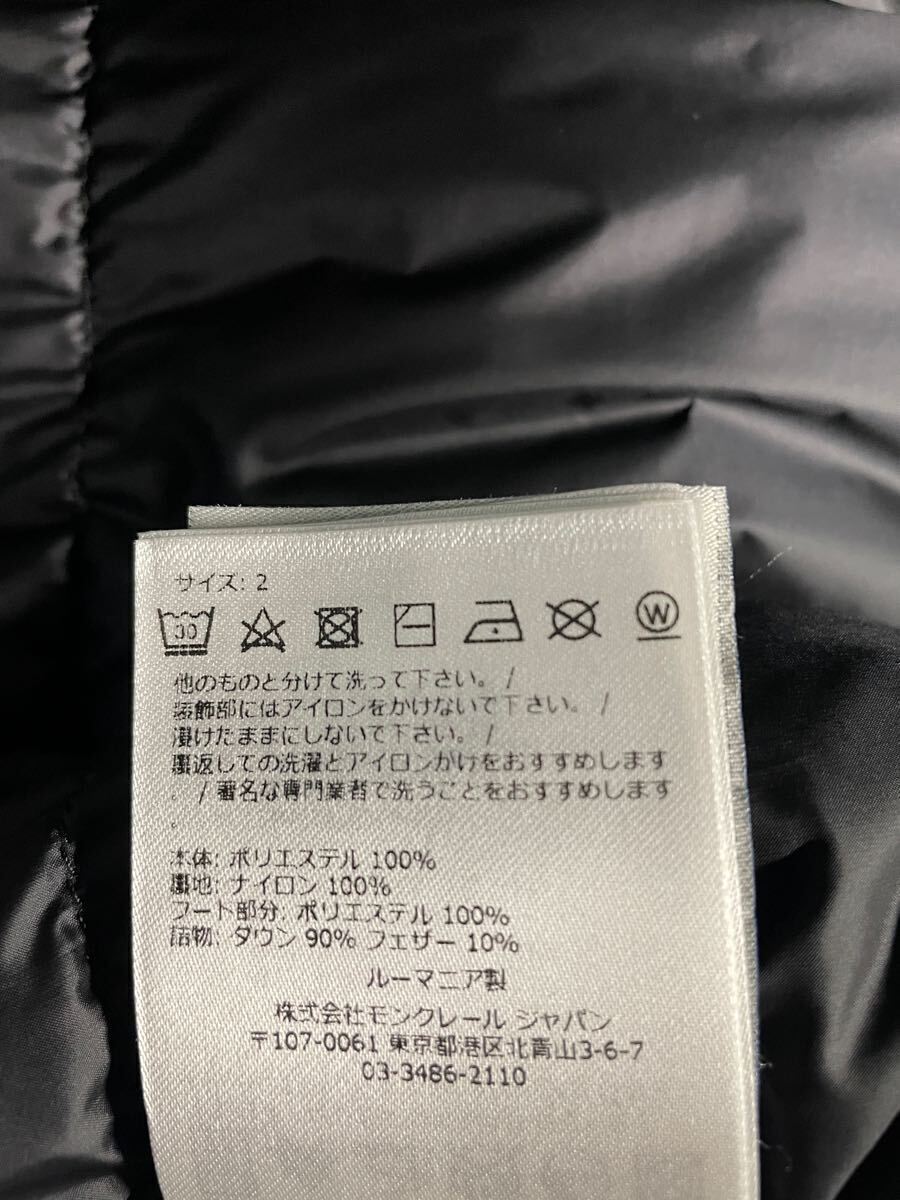 サイズ: 2
30
W
他のものと分けて洗って下さい。/
装飾部にはアイロンをかけないで下さい。/
浸けたままにしないで下さい。/
裏返しての洗濯とアイロンがけをおすすめします
. / 著名な専門業者で洗うことをおすすめします
.
本体: ポリエステル 100%
裏地: ナイロン 100%
フード部分: ポリエステル 100%
詰物: ダウン 90% フェザー 10%
ルーマニア製
株式会社モンクレール ジャパン
〒107-0061 東京都港区北青山3-6-7
03-3486-2110